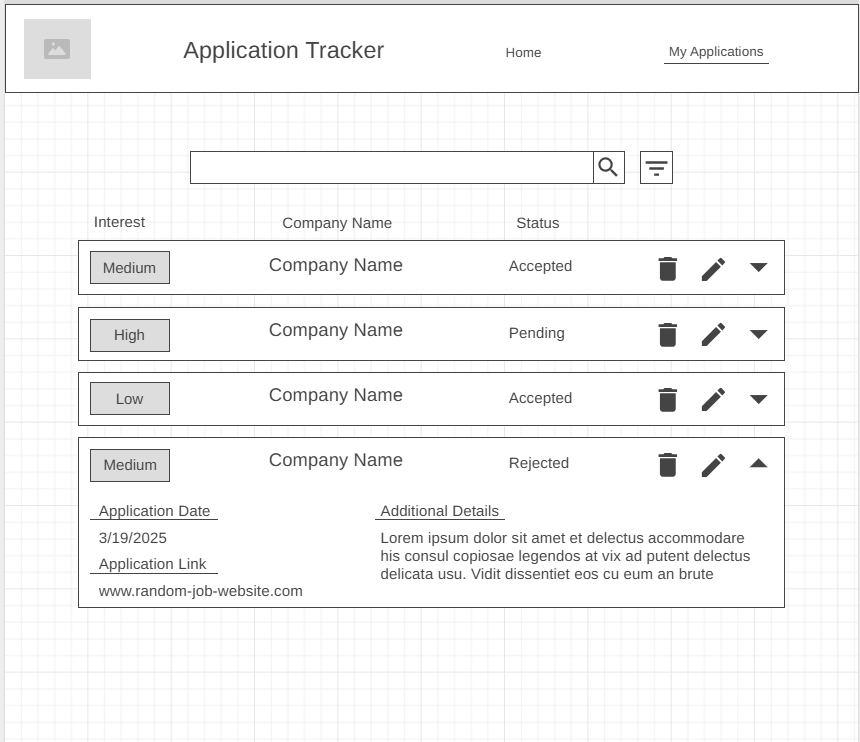 Application Tracker
Home
My Applications
Interest
Company Name
Status
Medium
Company Name
Accepted
High
Company Name
Pending
Low
Company Name
Accepted
Medium
Company Name
Rejected
Application Date
3/19/2025
Application Link
www.random-job-website.com
Additional Details
Lorem ipsum dolor sit amet et delectus accommodare
his consul copiosae legendos at vix ad putent delectus
delicata usu. Vidit dissentiet eos cu eum an brute